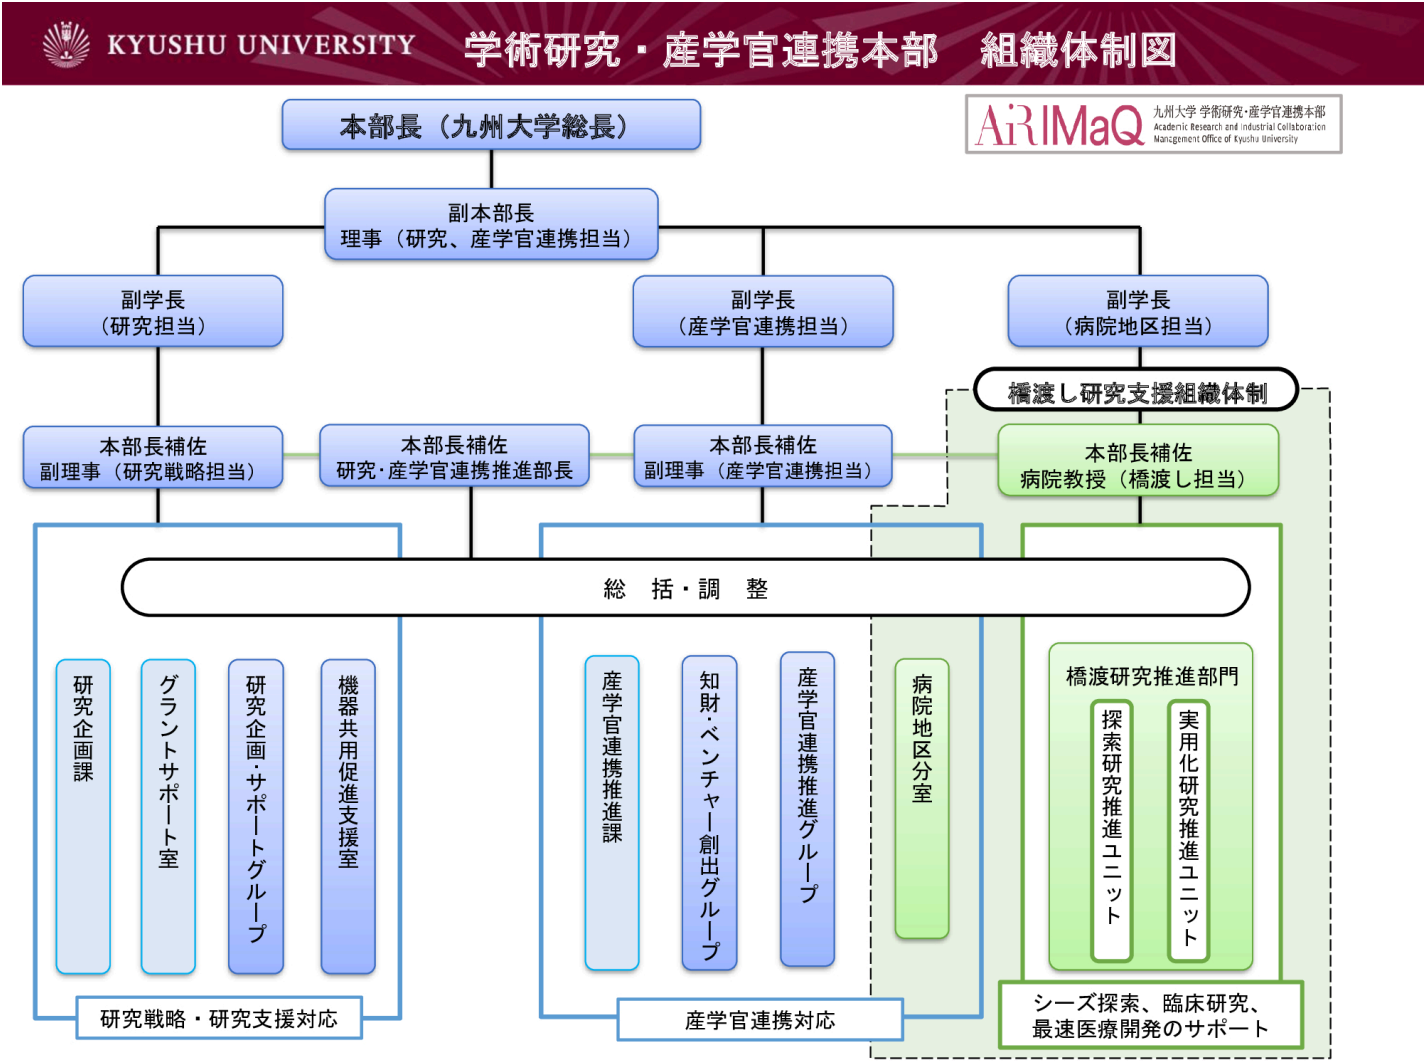 KYUSHU UNIVERSITY
学術研究・産学官連携本部　組織体制図
AiRIMaQ
九州大学 学術研究・産学官連携本部
Academic Research and Industrial Collaboration
Management Office of Kyushu University
本部長（九州大学総長）
副本部長
理事（研究、産学官連携担当）
副学長
（研究担当）
副学長
（産学官連携担当）
副学長
（病院地区担当）
橋渡し研究支援組織体制
本部長補佐
副理事（研究戦略担当）
本部長補佐
研究・産学官連携推進部長
本部長補佐
副理事（産学官連携担当）
本部長補佐
病院教授（橋渡し担当）
総　括・調　整
研究企画課
グラントサポート室
研究企画・サポートグループ
機器共用促進支援室
産学官連携推進課
知財・ベンチャー創出グループ
産学官連携推進グループ
病院地区分室
橋渡研究推進部門
探索研究推進ユニット
実用化研究推進ユニット
研究戦略・研究支援対応
産学官連携対応
シーズ探索、臨床研究、
最速医療開発のサポート